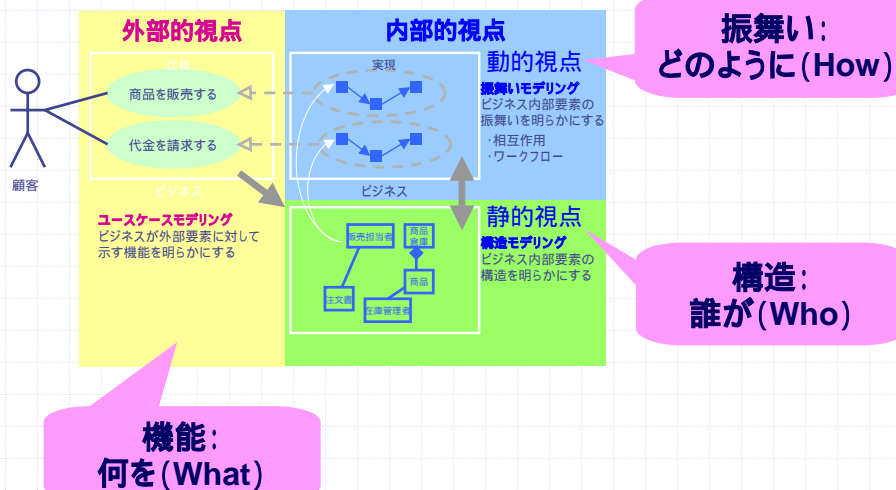 外部的視点
内部的視点
振舞い:
どのように(How)
仕様
商品を販売する
代金を請求する
ビジネス
顧客
ユースケースモデリング
ビジネスが外部要素に対して
示す機能を明らかにする
実現
ビジネス
動的視点
振舞いモデリング
ビジネス内部要素の
振舞いを明らかにする
・相互作用
・ワークフロー
静的視点
構造モデリング
ビジネス内部要素の
構造を明らかにする
販売担当者
商品
倉庫
商品
注文書
在庫管理者
構造:
誰が(Who)
機能:
何を(What)